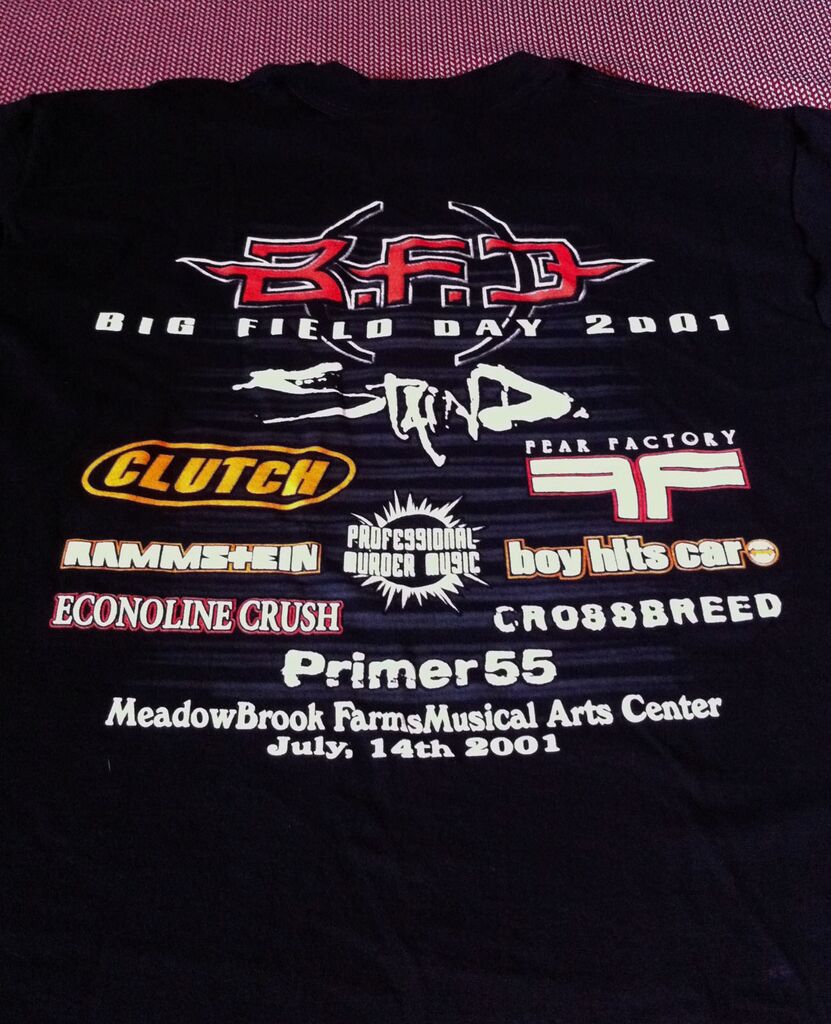 B.F.D
BIG FIELD DAY 2001
STAIND
CLUTCH
FEAR FACTORY
FF
RAMMSTEIN
PROFESSIONAL
MURDER MUSIC
boy hits car
ECONOLINE CRUSH
CROSSBREED
Primer 55
MeadowBrook FarmsMusical Arts Center
July, 14th 2001